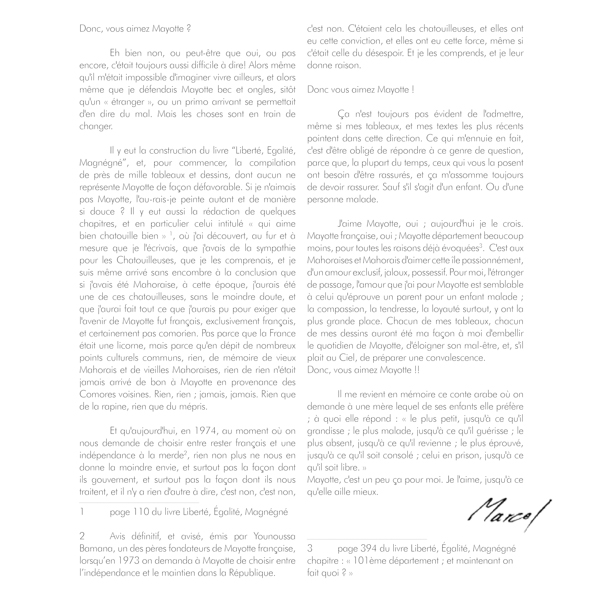 Donc, vous aimez Mayotte ?
Eh bien non, ou peut-être que oui, ou pas
encore, c'était toujours aussi difficile à dire! Alors même
qu'il m'était impossible d'imaginer vivre ailleurs, et alors
même que je défendais Mayotte bec et ongles, sitôt
qu'un « étranger », ou un primo arrivant se permettait
d'en dire du mal. Mais les choses sont en train de
changer.
Il y eut la construction du livre “Liberté, Egalité,
Magnégné”, et, pour commencer, la compilation
de près de mille tableaux et dessins, dont aucun ne
représente Mayotte de façon défavorable. Si je n'aimais
pas Mayotte, l'au-rais-je peinte autant et de manière
si douce ? Il y eut aussi la rédaction de quelques
chapitres, et en particulier celui intitulé « qui aime
bien chatouille bien » 1, où j'ai découvert, au fur et à
mesure que je l'écrivais, que j'avais de la sympathie
pour les Chatouilleuses, que je les comprenais, et je
suis même arrivé sans encombre à la conclusion que
si j'avais été Mahoraise, à cette époque, j'aurais été
une de ces chatouilleuses, sans le moindre doute, et
que j'aurai fait tout ce que j'aurais pu pour exiger que
l'avenir de Mayotte fut français, exclusivement français,
et certainement pas comorien. Pas parce que la France
était une licorne, mais parce qu'en dépit de nombreux
points culturels communs, rien, de mémoire de vieux
Mahorais et de vieilles Mahoraises, rien de rien n'était
jamais arrivé de bon à Mayotte en provenance des
Comores voisines. Rien, rien ; jamais, jamais. Rien que
de la rapine, rien que du mépris.
Et qu'aujourd'hui, en 1974, au moment où on
nous demande de choisir entre rester français et une
indépendance à la merde2, rien non plus ne nous en
donne la moindre envie, et surtout pas la façon dont
ils gouvernent, et surtout pas la façon dont ils nous
traitent, et il n'y a rien d'autre à dire, c'est non, c'est non,
1 page 110 du livre Liberté, Égalité, Magnégné
2 Avis définitif, et avisé, émis par Younoussa
Bamana, un des pères fondateurs de Mayotte française,
lorsqu'en 1973 on demanda à Mayotte de choisir entre
l'indépendance et le maintien dans la République.
c'est non. C'étaient cela les chatouilleuses, et elles ont
eu cette conviction, et elles ont eu cette force, même si
c'était celle du désespoir. Et je les comprends, et je leur
donne raison.
Donc vous aimez Mayotte !
Ça n'est toujours pas évident de l'admettre,
même si mes tableaux, et mes textes les plus récents
pointent dans cette direction. Ce qui m'ennuie en fait,
c'est d'être obligé de répondre à ce genre de question,
parce que, la plupart du temps, ceux qui vous la posent
ont besoin d'être rassurés, et ça m'assomme toujours
de devoir rassurer. Sauf s'il s'agit d'un enfant. Ou d'une
personne malade.
J'aime Mayotte, oui ; aujourd'hui je le crois.
Mayotte française, oui ; Mayotte département beaucoup
moins, pour toutes les raisons déjà évoquées3. C'est aux
Mahoraises et Mahorais d'aimer cette île passionnément,
d'un amour exclusif, jaloux, possessif. Pour moi, l'étranger
de passage, l'amour que j'ai pour Mayotte est semblable
à celui qu'éprouve un parent pour un enfant malade ;
la compassion, la tendresse, la loyauté surtout, y ont la
plus grande place. Chacun de mes tableaux, chacun
de mes dessins auront été ma façon à moi d'embellir
le quotidien de Mayotte, d'éloigner son mal-être, et, s'il
plait au Ciel, de préparer une convalescence.
Donc, vous aimez Mayotte !!
Il me revient en mémoire ce conte arabe où on
demande à une mère lequel de ses enfants elle préfère
; à quoi elle répond : « le plus petit, jusqu'à ce qu'il
grandisse ; le plus malade, jusqu'à ce qu'il guérisse ; le
plus absent, jusqu'à ce qu'il revienne ; le plus éprouvé,
jusqu'à ce qu'il soit consolé ; celui en prison, jusqu'à ce
qu'il soit libre. »
Mayotte, c'est un peu ça pour moi. Je l'aime, jusqu'à ce
qu'elle aille mieux.
Marcel
3 page 394 du livre Liberté, Égalité, Magnégné
chapitre : « 101ème département ; et maintenant on
fait quoi ? »